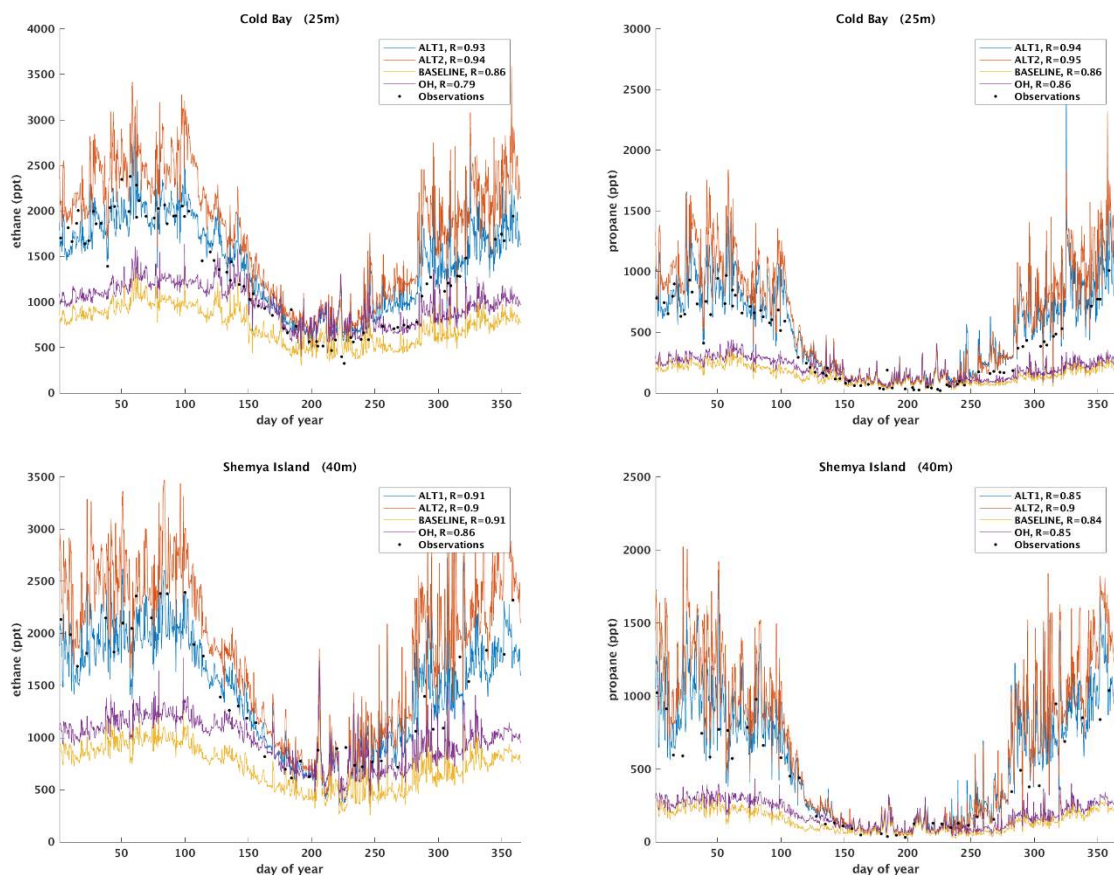 Cold Bay (25m)
4000
3500
3000
2500
2000
1500
1000
500
0
ethane (ppt)
50 100 150 200 250 300 350
day of year
ALT1, R=0.93
ALT2, R=0.94
BASELINE, R=0.86
OH, R=0.79
Observations
Cold Bay (25m)
3000
2500
2000
1500
1000
500
0
propane (ppt)
50 100 150 200 250 300 350
day of year
ALT1, R=0.94
ALT2, R=0.95
BASELINE, R=0.86
OH, R=0.86
Observations
Shemya Island (40m)
3500
3000
2500
2000
1500
1000
500
0
ethane (ppt)
50 100 150 200 250 300 350
day of year
ALT1, R=0.91
ALT2, R=0.9
BASELINE, R=0.91
OH, R=0.86
Observations
Shemya Island (40m)
2500
2000
1500
1000
500
0
propane (ppt)
50 100 150 200 250 300 350
day of year
ALT1, R=0.85
ALT2, R=0.9
BASELINE, R=0.84
OH, R=0.85
Observations